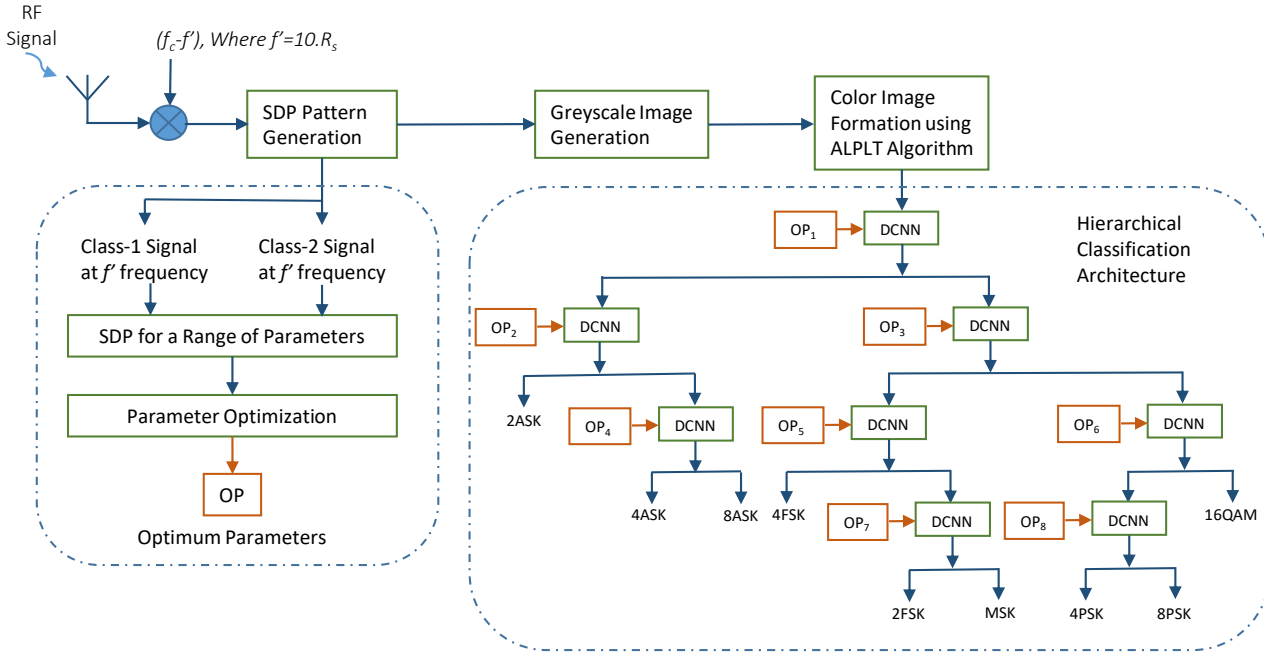 RF
Signal
(f_c-f'), Where f'=10.R_s
SDP Pattern
Generation
Greyscale Image
Generation
Color Image
Formation using
ALPLT Algorithm
Class-1 Signal
at f' frequency
Class-2 Signal
at f' frequency
SDP for a Range of Parameters
Parameter Optimization
OP
Optimum Parameters
Hierarchical
Classification
Architecture
OP₁
DCNN
OP₂
DCNN
OP₃
DCNN
2ASK
OP₄
DCNN
OP₅
DCNN
OP₆
DCNN
4ASK
8ASK
4FSK
OP₇
DCNN
OP₈
DCNN
16QAM
2FSK
MSK
4PSK
8PSK